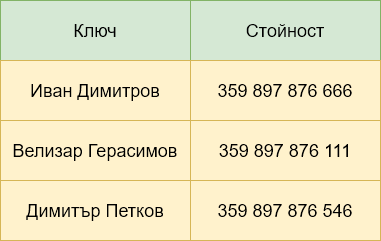 Ключ Стойност
Иван Димитров 359 897 876 666
Велизар Герасимов 359 897 876 111
Димитър Петков 359 897 876 546